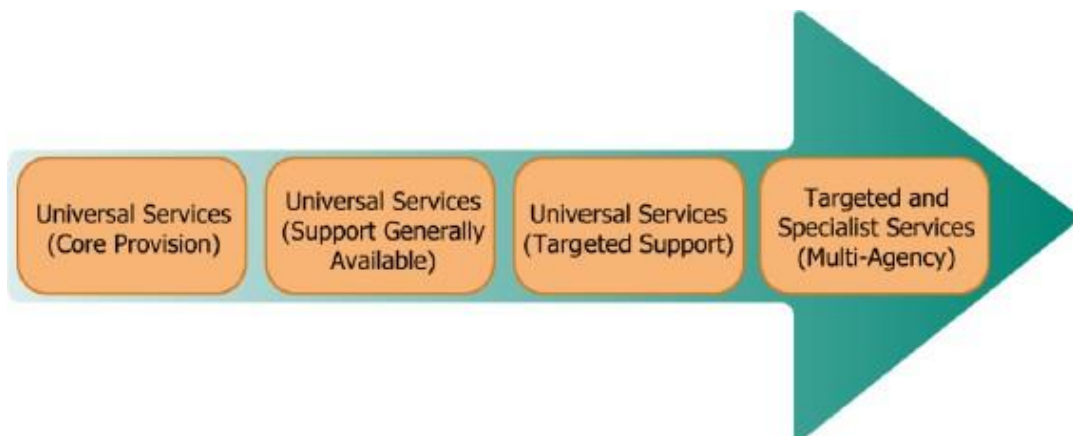 Universal Services
(Core Provision)
Universal Services
(Support Generally
Available)
Universal Services
(Targeted Support)
Targeted and
Specialist Services
(Multi-Agency)